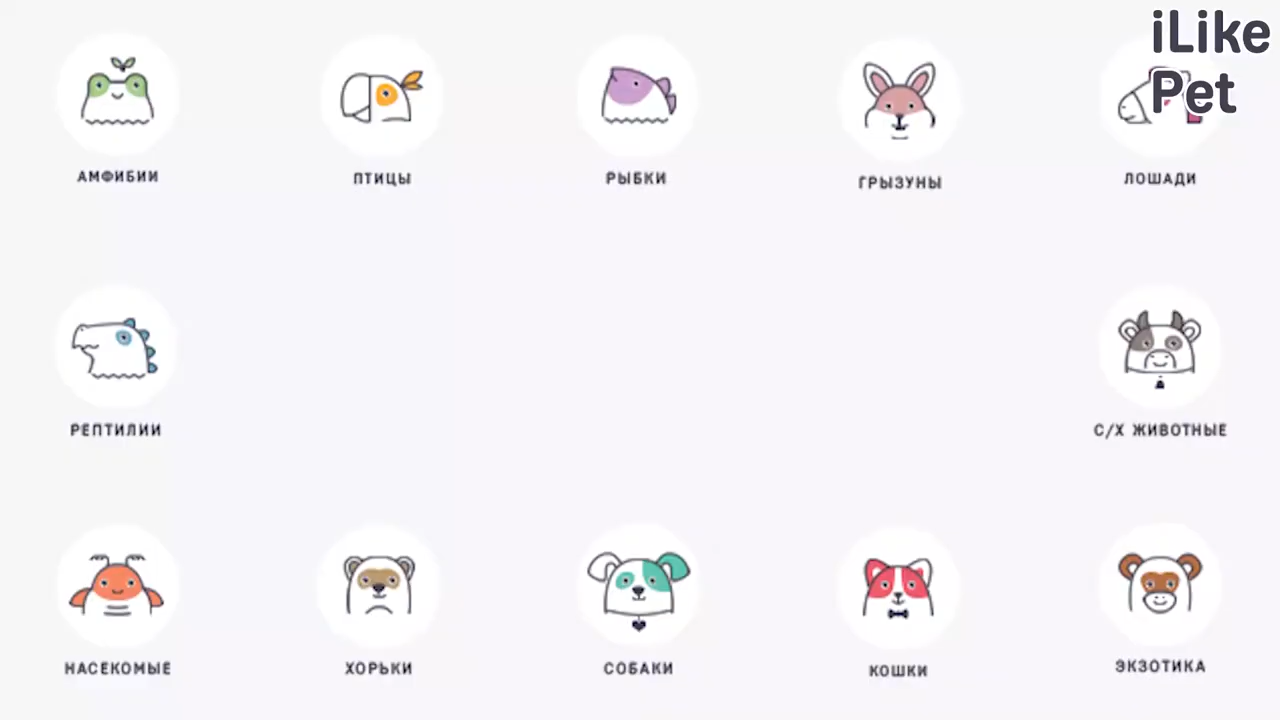 iLike
Pet
АМФИБИИ
ПТИЦЫ
РЫБКИ
ГРЫЗУНЫ
ЛОШАДИ
РЕПТИЛИИ
С/Х ЖИВОТНЫЕ
НАСЕКОМЫЕ
ХОРЬКИ
СОБАКИ
КОШКИ
ЭКЗОТИКА